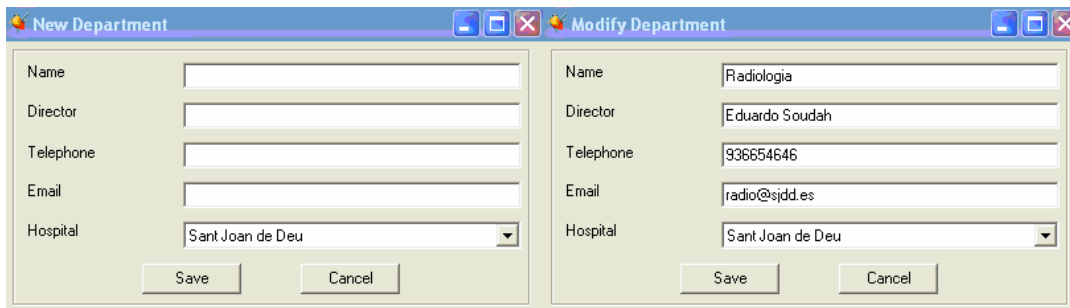 New Department
Name
Director
Telephone
Email
Hospital Sant Joan de Deu
Save Cancel
Modify Department
Name Radiologia
Director Eduardo Soudah
Telephone 936654646
Email radio@sjdd.es
Hospital Sant Joan de Deu
Save Cancel